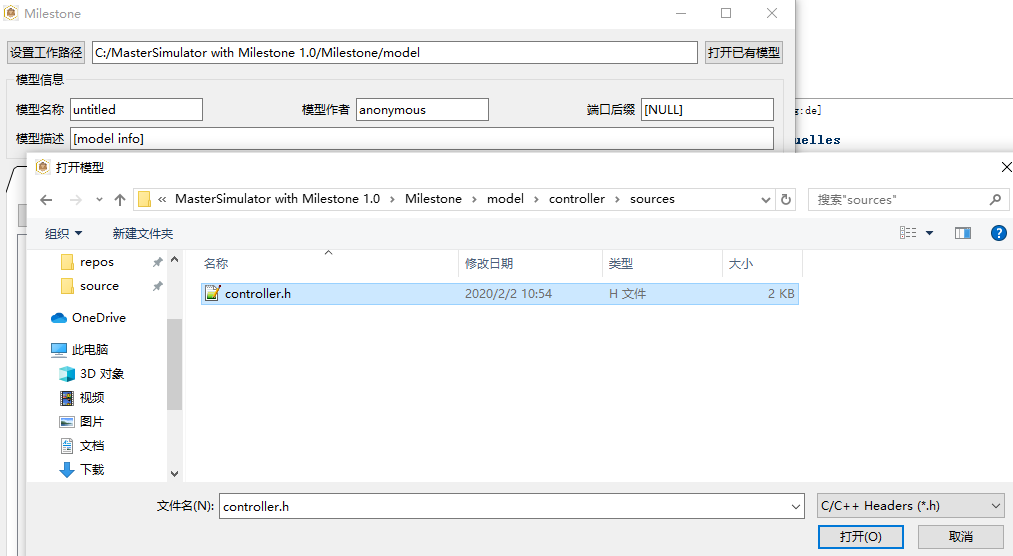 Milestone
设置工作路径 C:/MasterSimulator with Milestone 1.0/Milestone/model 打开已有模型
模型信息
模型名称 untitled 模型作者 anonymous 端口后缀 [NULL]
g:de]
模型描述 [model info]
uelles
打开模型
« MasterSimulator with Milestone 1.0 › Milestone › model › controller › sources 搜索"sources"
组织 新建文件夹
repos
source
OneDrive
此电脑
3D 对象
视频
图片
文档
下载
名称 修改日期 类型 大小
controller.h 2020/2/2 10:54 H 文件 2 KB
文件名(N): controller.h C/C++ Headers (*.h)
打开(O) 取消